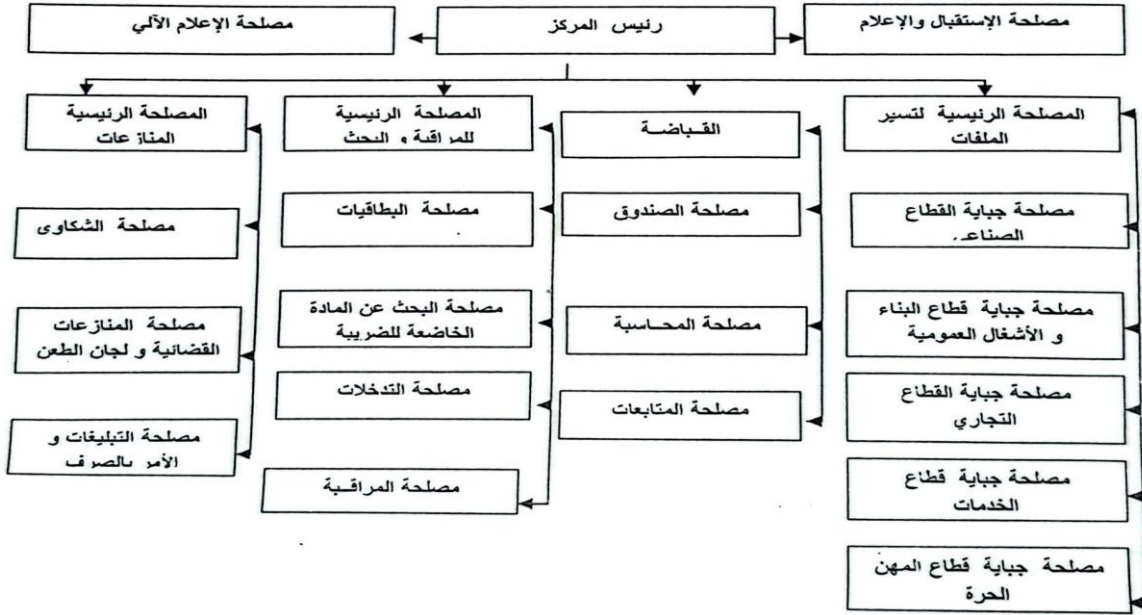 مصلحة الإستقبال والإعلام
رئيس المركز
مصلحة الإعلام الآلي
المصلحة الرئيسية لتسير
الملفات
القـباضـة
المصلحة الرئيسية
للمراقبة و البحث
المصلحة الرئيسية
المنازعات
مصلحة جباية القطاع
الصناعي
مصلحة الصندوق
مصلحة البطاقيات
مصلحة الشكاوى
مصلحة جباية قطاع البناء
و الأشغال العمومية
مصلحة المحـاسبة
مصلحة البحث عن المادة
الخاضعة للضريبة
مصلحة المنازعات
القضائية و لجان الطعن
مصلحة جباية القطاع
التجاري
مصلحة المتابعات
مصلحة التدخلات
مصلحة التبليغات و
الأمر بالصرف
مصلحة جباية قطاع
الخدمات
مصلحة المراقـبة
مصلحة جباية قطاع المهن
الحرة